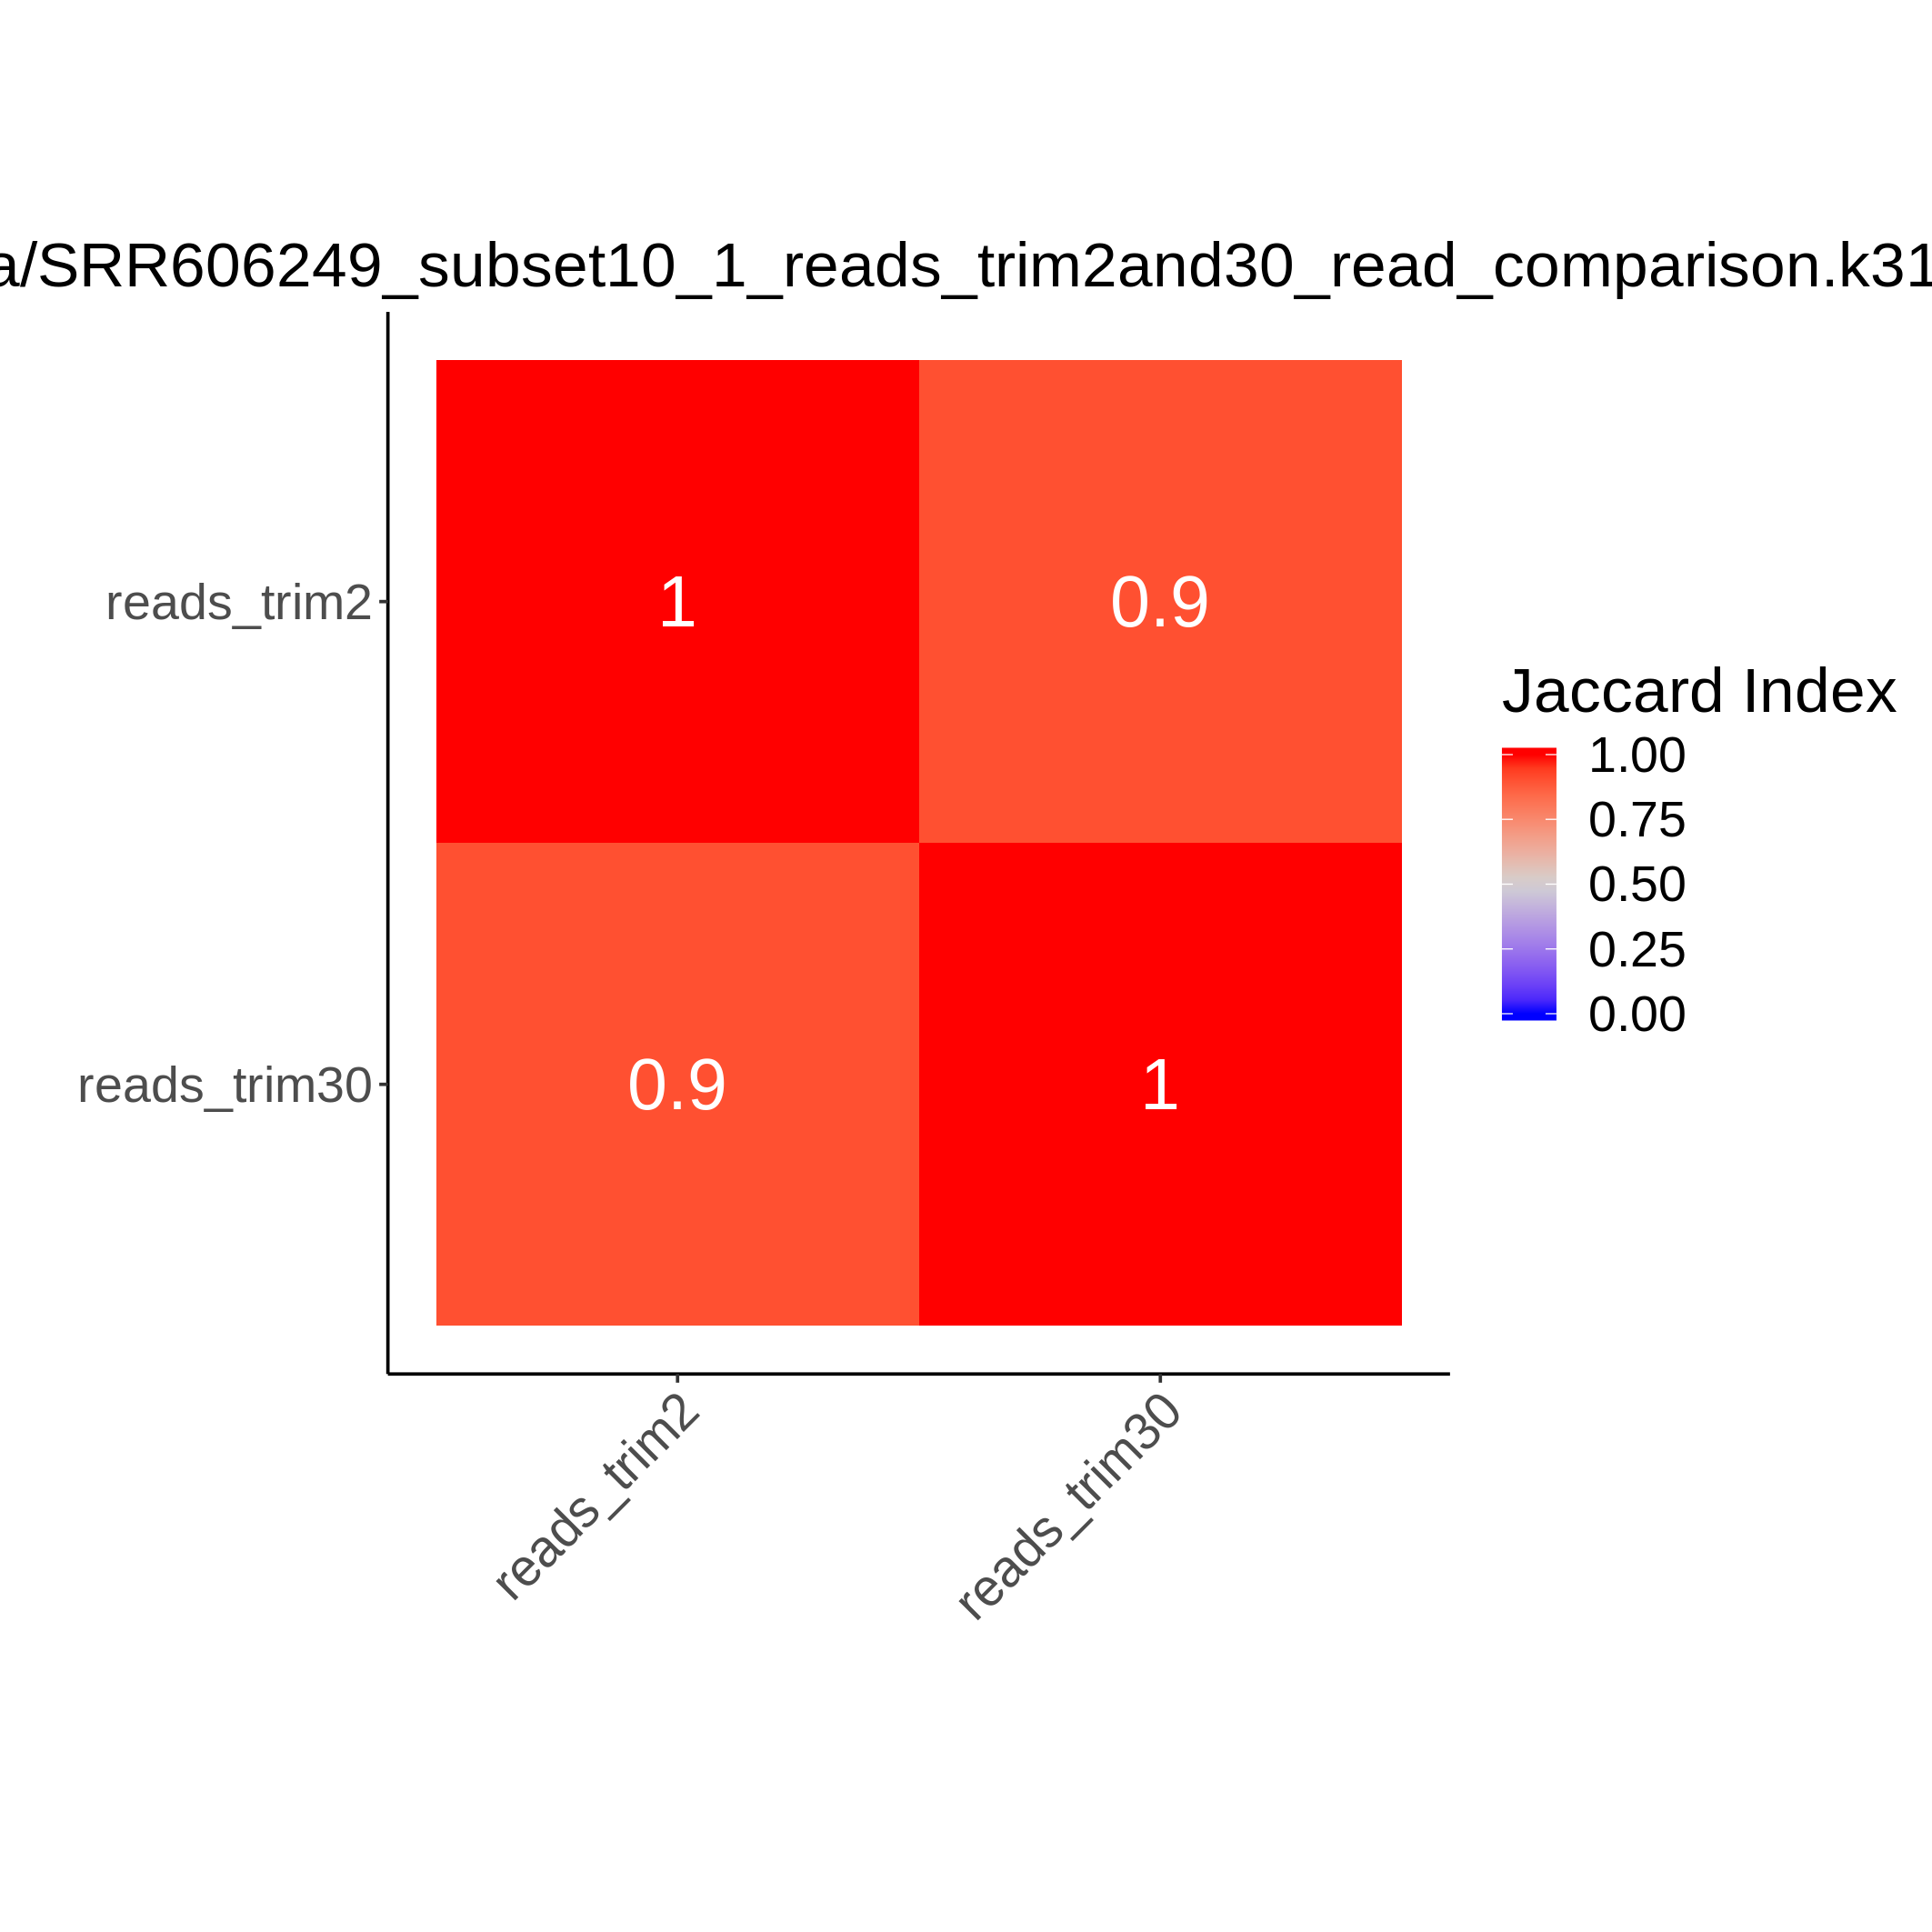 a/SRR606249_subset10_1_reads_trim2and30_read_comparison.k31
reads_trim2
1
0.9
reads_trim30
0.9
1
reads_trim2
reads_trim30
Jaccard Index
1.00
0.75
0.50
0.25
0.00